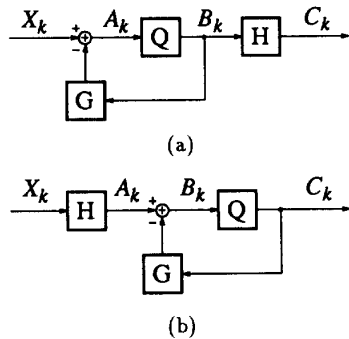 X_k + A_k Q B_k H C_k
−
G
(a)
X_k H A_k + B_k Q C_k
−
G
(b)